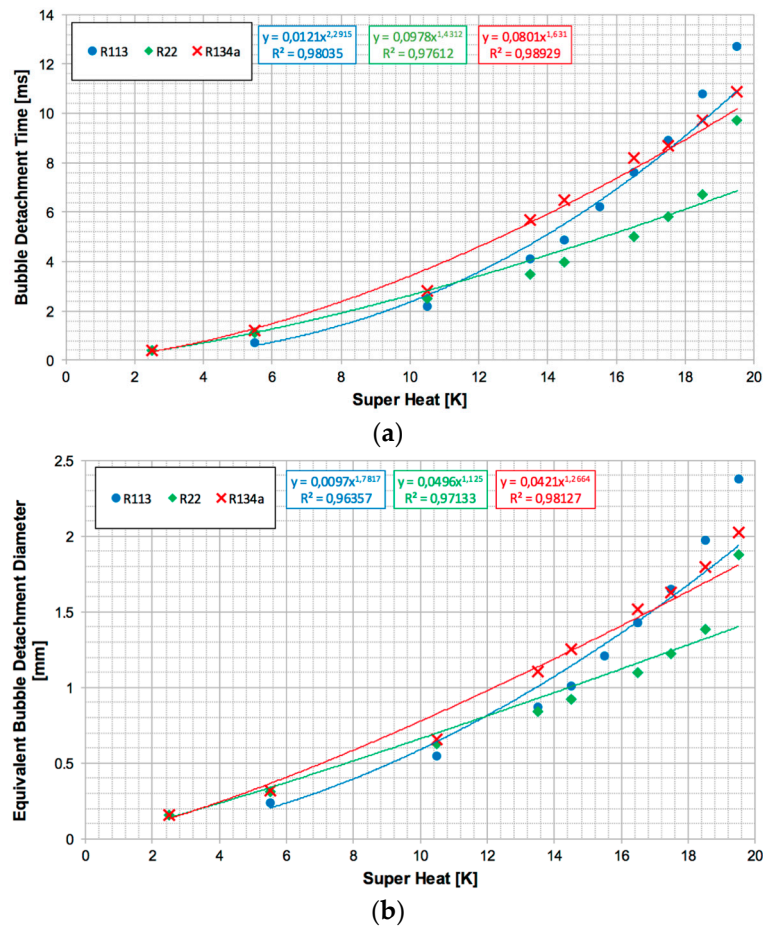 14
12
10
8
6
4
2
0
Bubble Detachment Time [ms]
R113 R22 R134a
y = 0,0121x^2,2915
R² = 0,98035
y = 0,0978x^1,4312
R² = 0,97612
y = 0,0801x^1,631
R² = 0,98929
0 2 4 6 8 10 12 14 16 18 20
Super Heat [K]
(a)
2.5
2
1.5
1
0.5
0
Equivalent Bubble Detachment Diameter
[mm]
R113 R22 R134a
y = 0,0097x^1,7817
R² = 0,96357
y = 0,0496x^1,125
R² = 0,97133
y = 0,0421x^1,2664
R² = 0,98127
0 2 4 6 8 10 12 14 16 18 20
Super Heat [K]
(b)